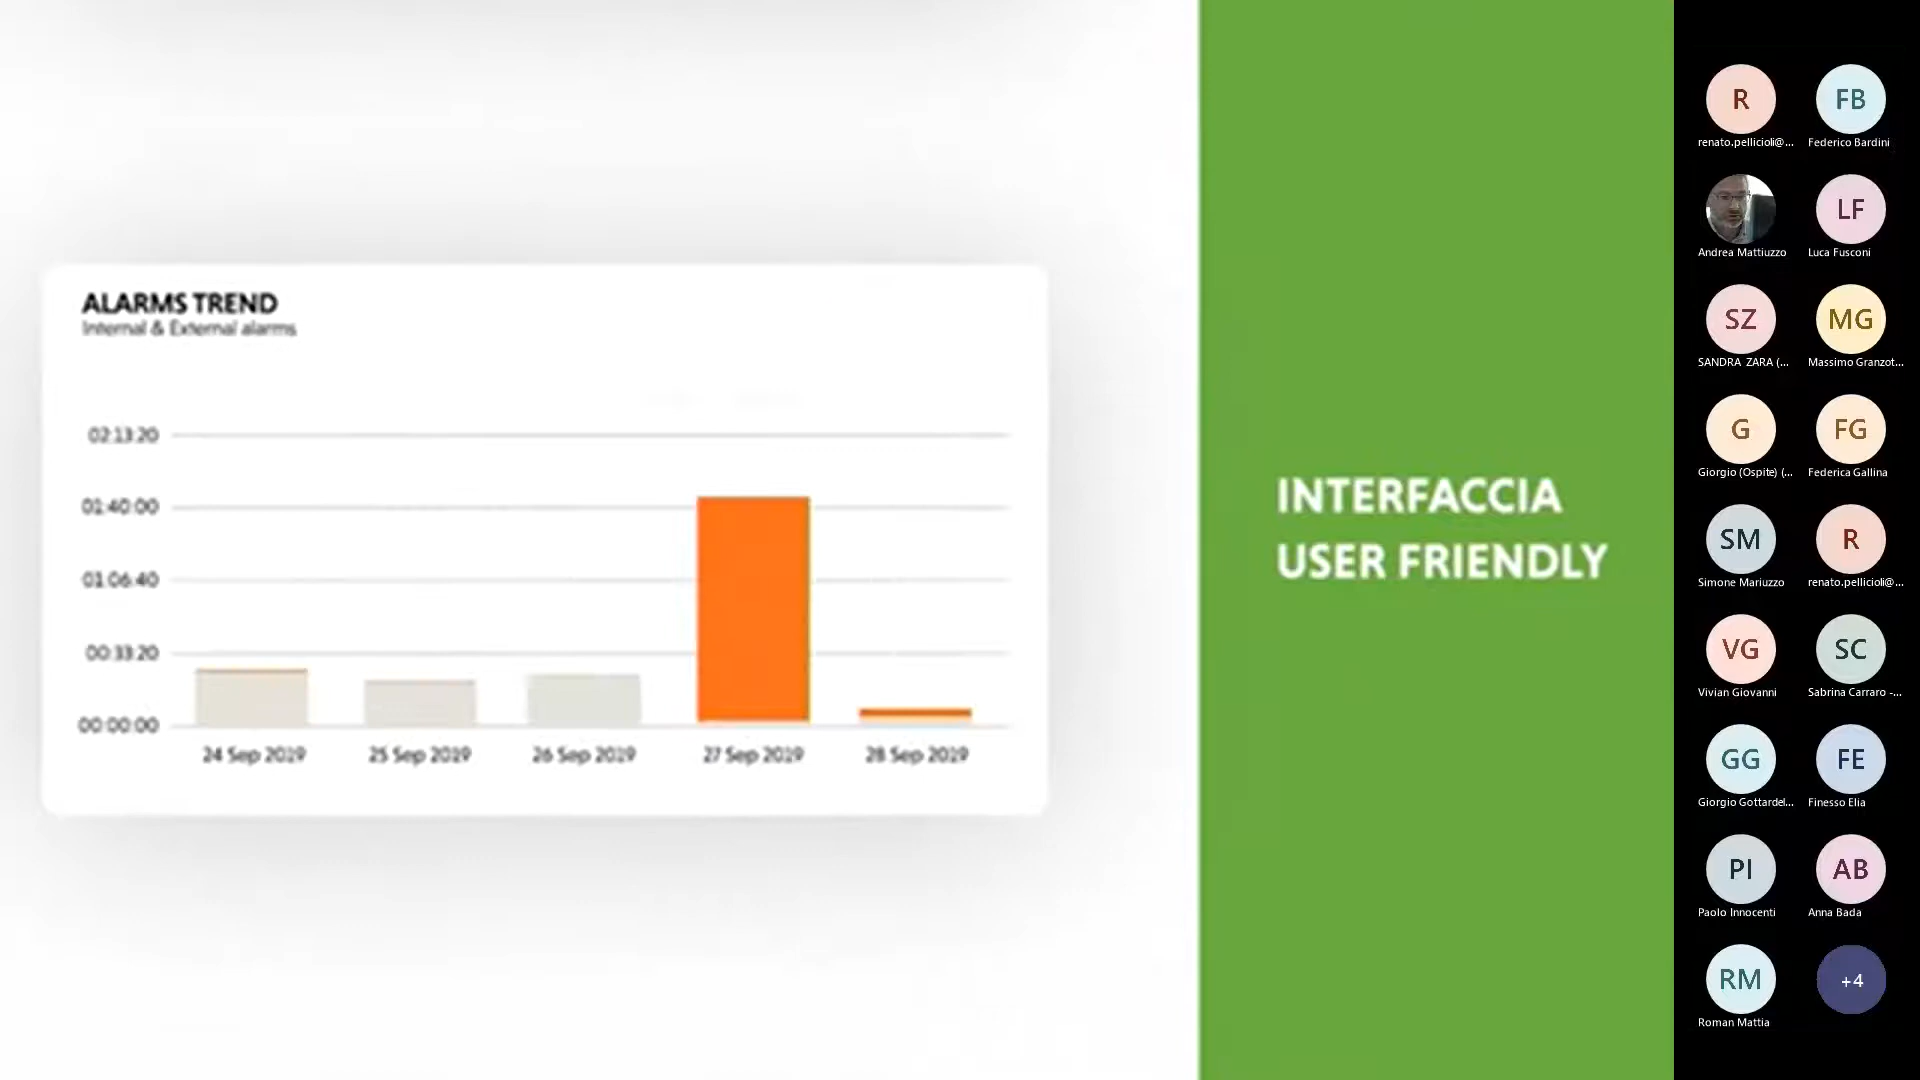 ALARMS TREND
Internal & External alarms
02:13:20
01:40:00
01:06:40
00:33:20
00:00:00
24 Sep 2019
25 Sep 2019
26 Sep 2019
27 Sep 2019
28 Sep 2019
INTERFACCIA
USER FRIENDLY
R
FB
renato.pellicioli@...
Federico Bardini
LF
Andrea Mattiuzzo
Luca Fusconi
SZ
MG
SANDRA ZARA (...
Massimo Granzot...
G
FG
Giorgio (Ospite) (...
Federica Gallina
SM
R
Simone Mariuzzo
renato.pellicioli@...
VG
SC
Vivian Giovanni
Sabrina Carraro -...
GG
FE
Giorgio Gottardel...
Finesso Elia
PI
AB
Paolo Innocenti
Anna Bada
RM
+4
Roman Mattia